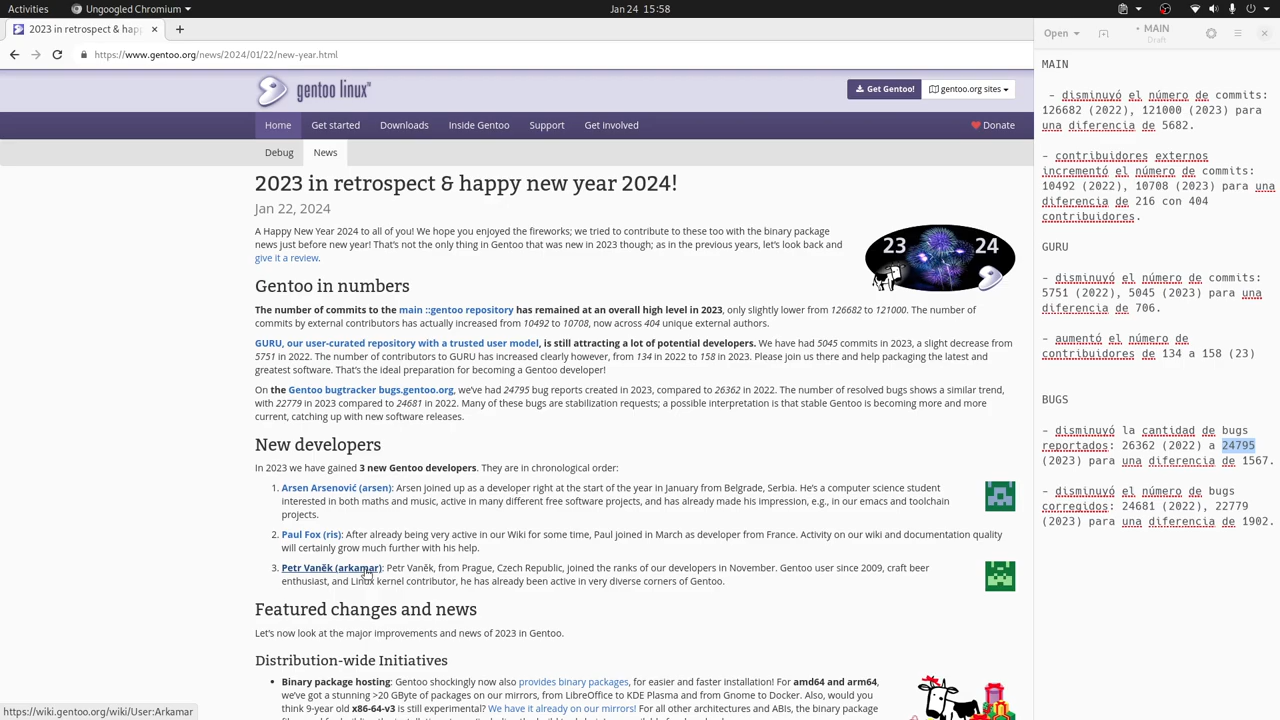 Activities
Ungoogled Chromium
Jan 24 15:58
2023 in retrospect & happ
https://www.gentoo.org/news/2024/01/22/new-year.html
gentoo linux
Get Gentoo!
gentoo.org sites
Home
Get started
Downloads
Inside Gentoo
Support
Get involved
Donate
Debug
News
2023 in retrospect & happy new year 2024!
Jan 22, 2024
A Happy New Year 2024 to all of you! We hope you enjoyed the fireworks; we tried to contribute to these too with the binary package
news just before new year! That's not the only thing in Gentoo that was new in 2023 though; as in the previous years, let's look back and
give it a review.
23 24
Gentoo in numbers
The number of commits to the main ::gentoo repository has remained at an overall high level in 2023, only slightly lower from 126682 to 121000. The number of
commits by external contributors has actually increased from 10492 to 10708, now across 404 unique external authors.
GURU, our user-curated repository with a trusted user model, is still attracting a lot of potential developers. We have had 5045 commits in 2023, a slight decrease from
5751 in 2022. The number of contributors to GURU has increased clearly however, from 134 in 2022 to 158 in 2023. Please join us there and help packaging the latest and
greatest software. That's the ideal preparation for becoming a Gentoo developer!
On the Gentoo bugtracker bugs.gentoo.org, we've had 24795 bug reports created in 2023, compared to 26362 in 2022. The number of resolved bugs shows a similar trend,
with 22779 in 2023 compared to 24681 in 2022. Many of these bugs are stabilization requests; a possible interpretation is that stable Gentoo is becoming more and more
current, catching up with new software releases.
New developers
In 2023 we have gained 3 new Gentoo developers. They are in chronological order:
1. Arsen Arsenović (arsen): Arsen joined up as a developer right at the start of the year in January from Belgrade, Serbia. He's a computer science student
interested in both maths and music, active in many different free software projects, and has already made his impression, e.g., in our emacs and toolchain
projects.
2. Paul Fox (ris): After already being very active in our Wiki for some time, Paul joined in March as developer from France. Activity on our wiki and documentation quality
will certainly grow much further with his help.
3. Petr Vaněk (arkamar): Petr Vaněk, from Prague, Czech Republic, joined the ranks of our developers in November. Gentoo user since 2009, craft beer
enthusiast, and Linux kernel contributor, he has already been active in very diverse corners of Gentoo.
Featured changes and news
Let's now look at the major improvements and news of 2023 in Gentoo.
Distribution-wide Initiatives
Binary package hosting: Gentoo shockingly now also provides binary packages, for easier and faster installation! For amd64 and arm64,
we've got a stunning >20 GByte of packages on our mirrors, from LibreOffice to KDE Plasma and from Gnome to Docker. Also, would you
think 9-year old x86-64-v3 is still experimental? We have it already on our mirrors! For all other architectures and ABIs, the binary package
https://wiki.gentoo.org/wiki/User:Arkamar
Open
• MAIN
Draft
MAIN
- disminuyó el número de commits:
126682 (2022), 121000 (2023) para
una diferencia de 5682.
- contribuidores externos
incrementó el número de commits:
10492 (2022), 10708 (2023) para una
diferencia de 216 con 404
contribuidores.
GURU
- disminuyó el número de commits:
5751 (2022), 5045 (2023) para una
diferencia de 706.
- aumentó el número de
contribuidores de 134 a 158 (23)
BUGS
- disminuyó la cantidad de bugs
reportados: 26362 (2022) a 24795
(2023) para una diferencia de 1567.
- disminuyó el número de bugs
corregidos: 24681 (2022), 22779
(2023) para una diferencia de 1902.